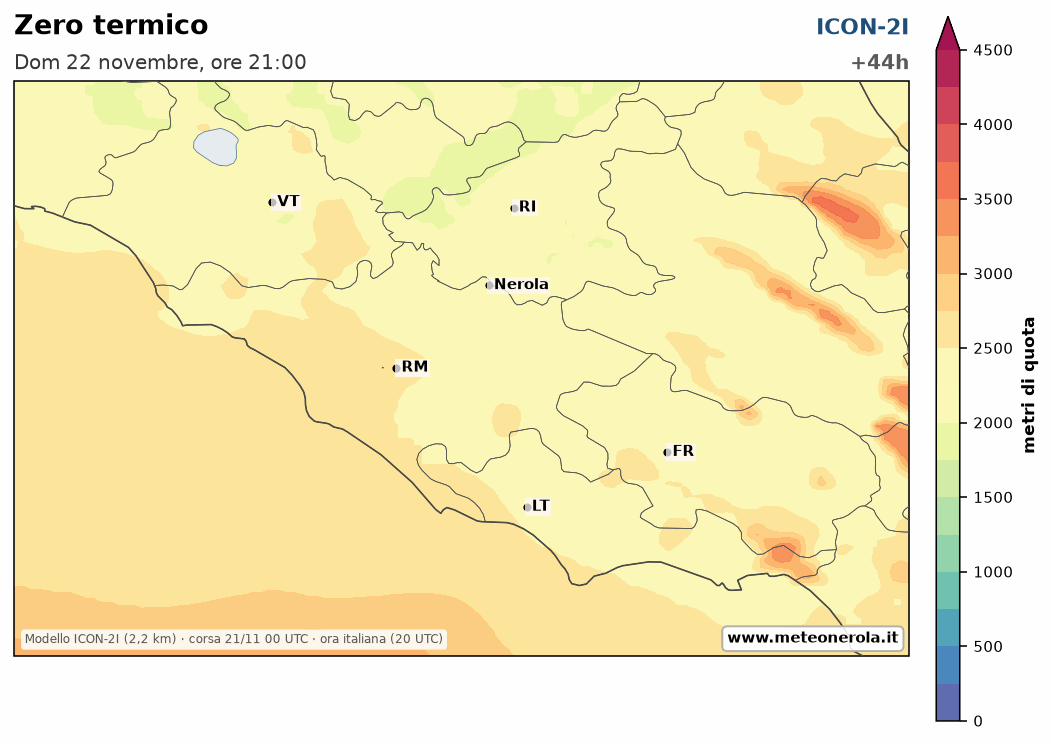 Zero termico
ICON-2I
Dom 22 novembre, ore 21:00
+44h
VT
RI
Nerola
RM
FR
LT
Modello ICON-2I (2,2 km) · corsa 21/11 00 UTC · ora italiana (20 UTC)
www.meteonerola.it
4500
4000
3500
3000
2500
2000
1500
1000
500
0
metri di quota